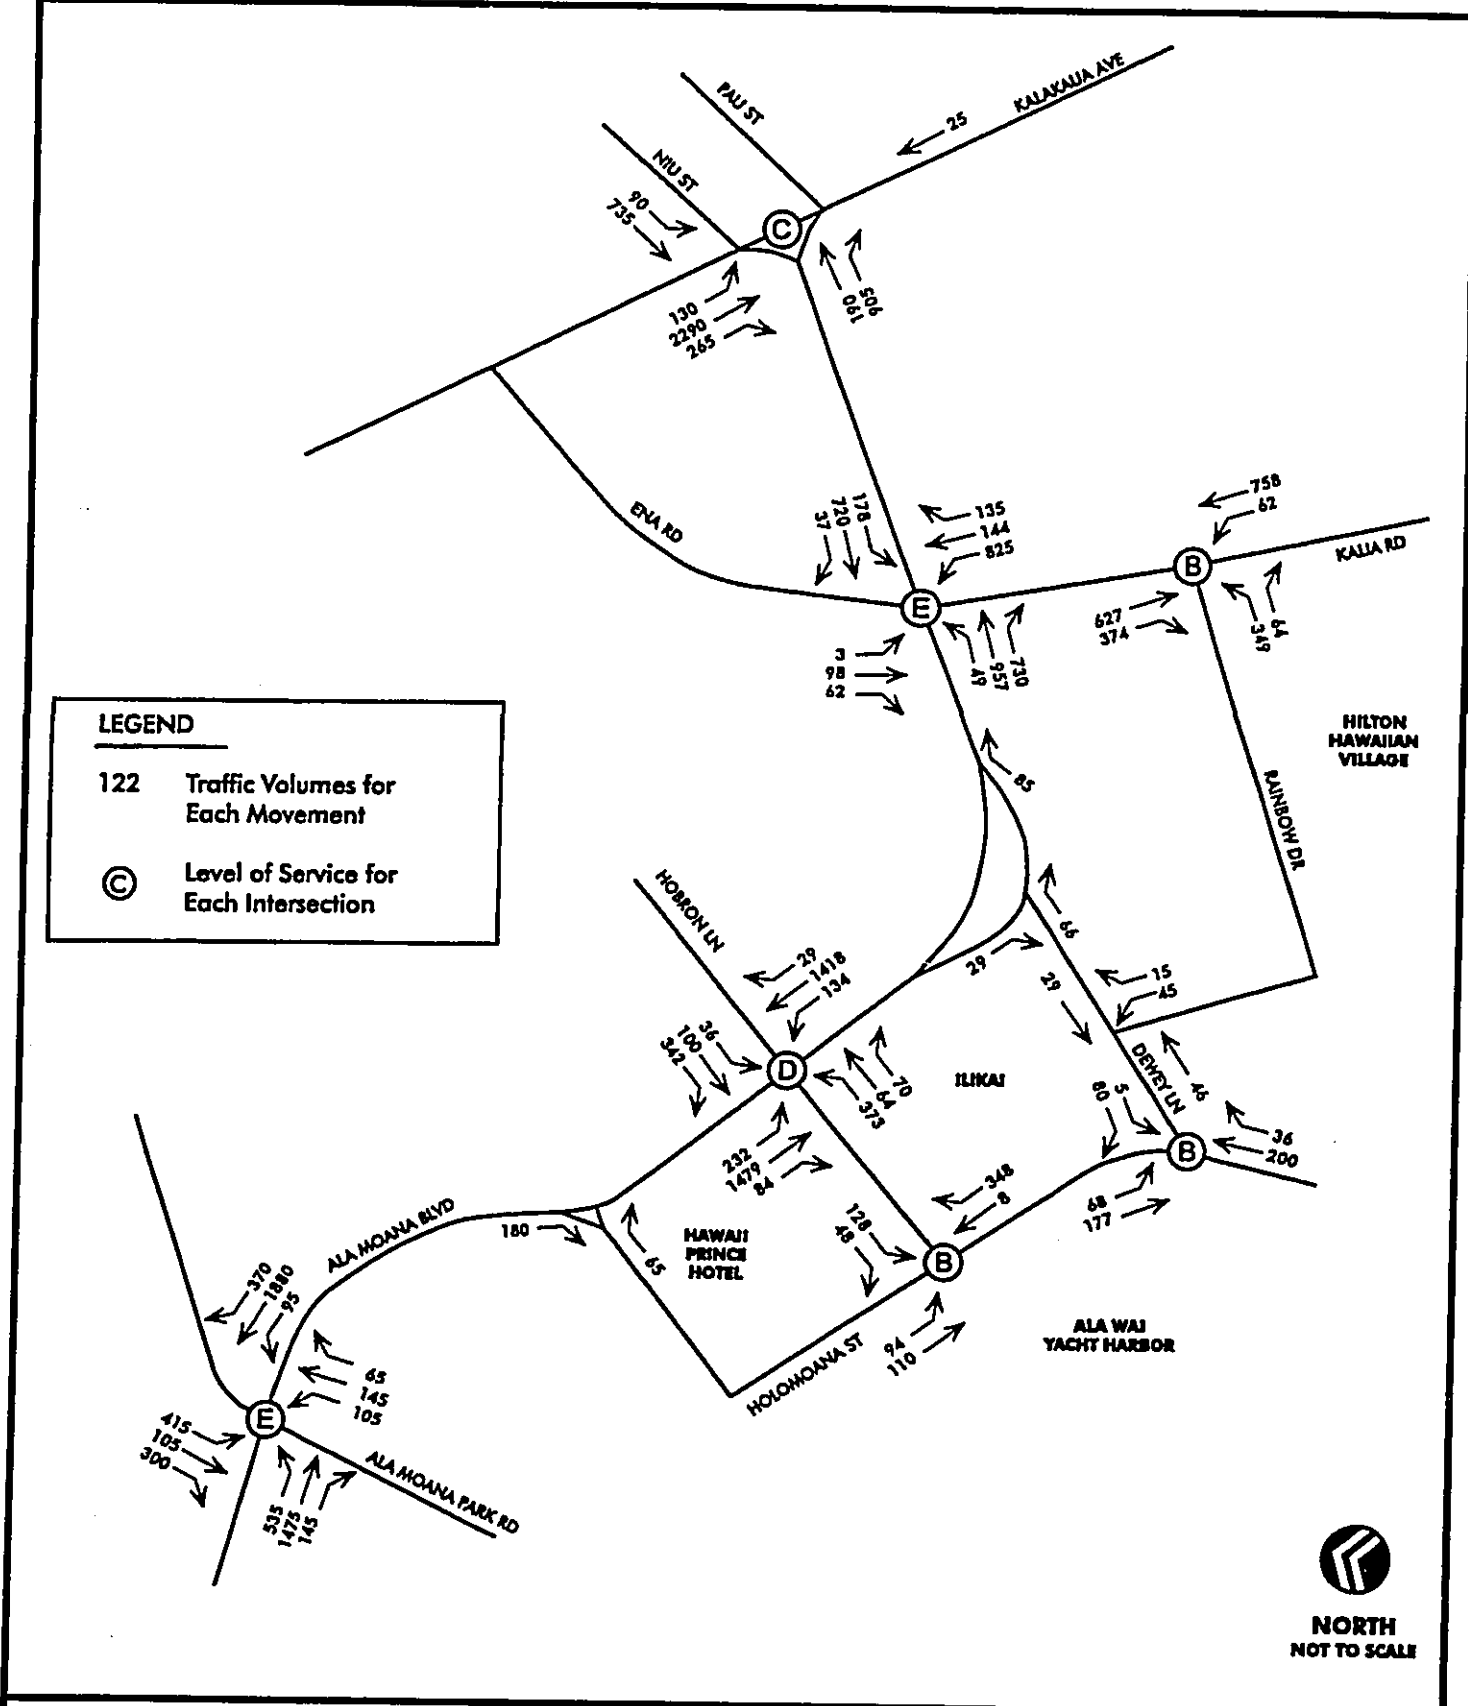 PAU ST
KALAKAUA AVE
25
NIU ST
90
735
C
130
2290
265
190
905
ENA RD
37
720
178
135
144
825
758
62
KALIA RD
E
B
627
374
349
64
3
98
62
49
957
730
LEGEND
122 Traffic Volumes for
Each Movement
C Level of Service for
Each Intersection
HILTON
HAWAIIAN
VILLAGE
85
RAINBOW DR
HOBRON LN
66
29
29
15
45
29
1418
134
36
100
342
D
70
64
373
ILIKAI
DEWEY LN
46
80
5
36
200
B
232
1479
84
68
177
348
8
128
48
B
94
110
HOLOMOANA ST
HAWAII
PRINCE
HOTEL
ALA WAI
YACHT HARBOR
ALA MOANA BLVD
180
65
370
1880
95
65
145
105
E
415
105
300
535
1475
145
ALA MOANA PARK RD
NORTH
NOT TO SCALE